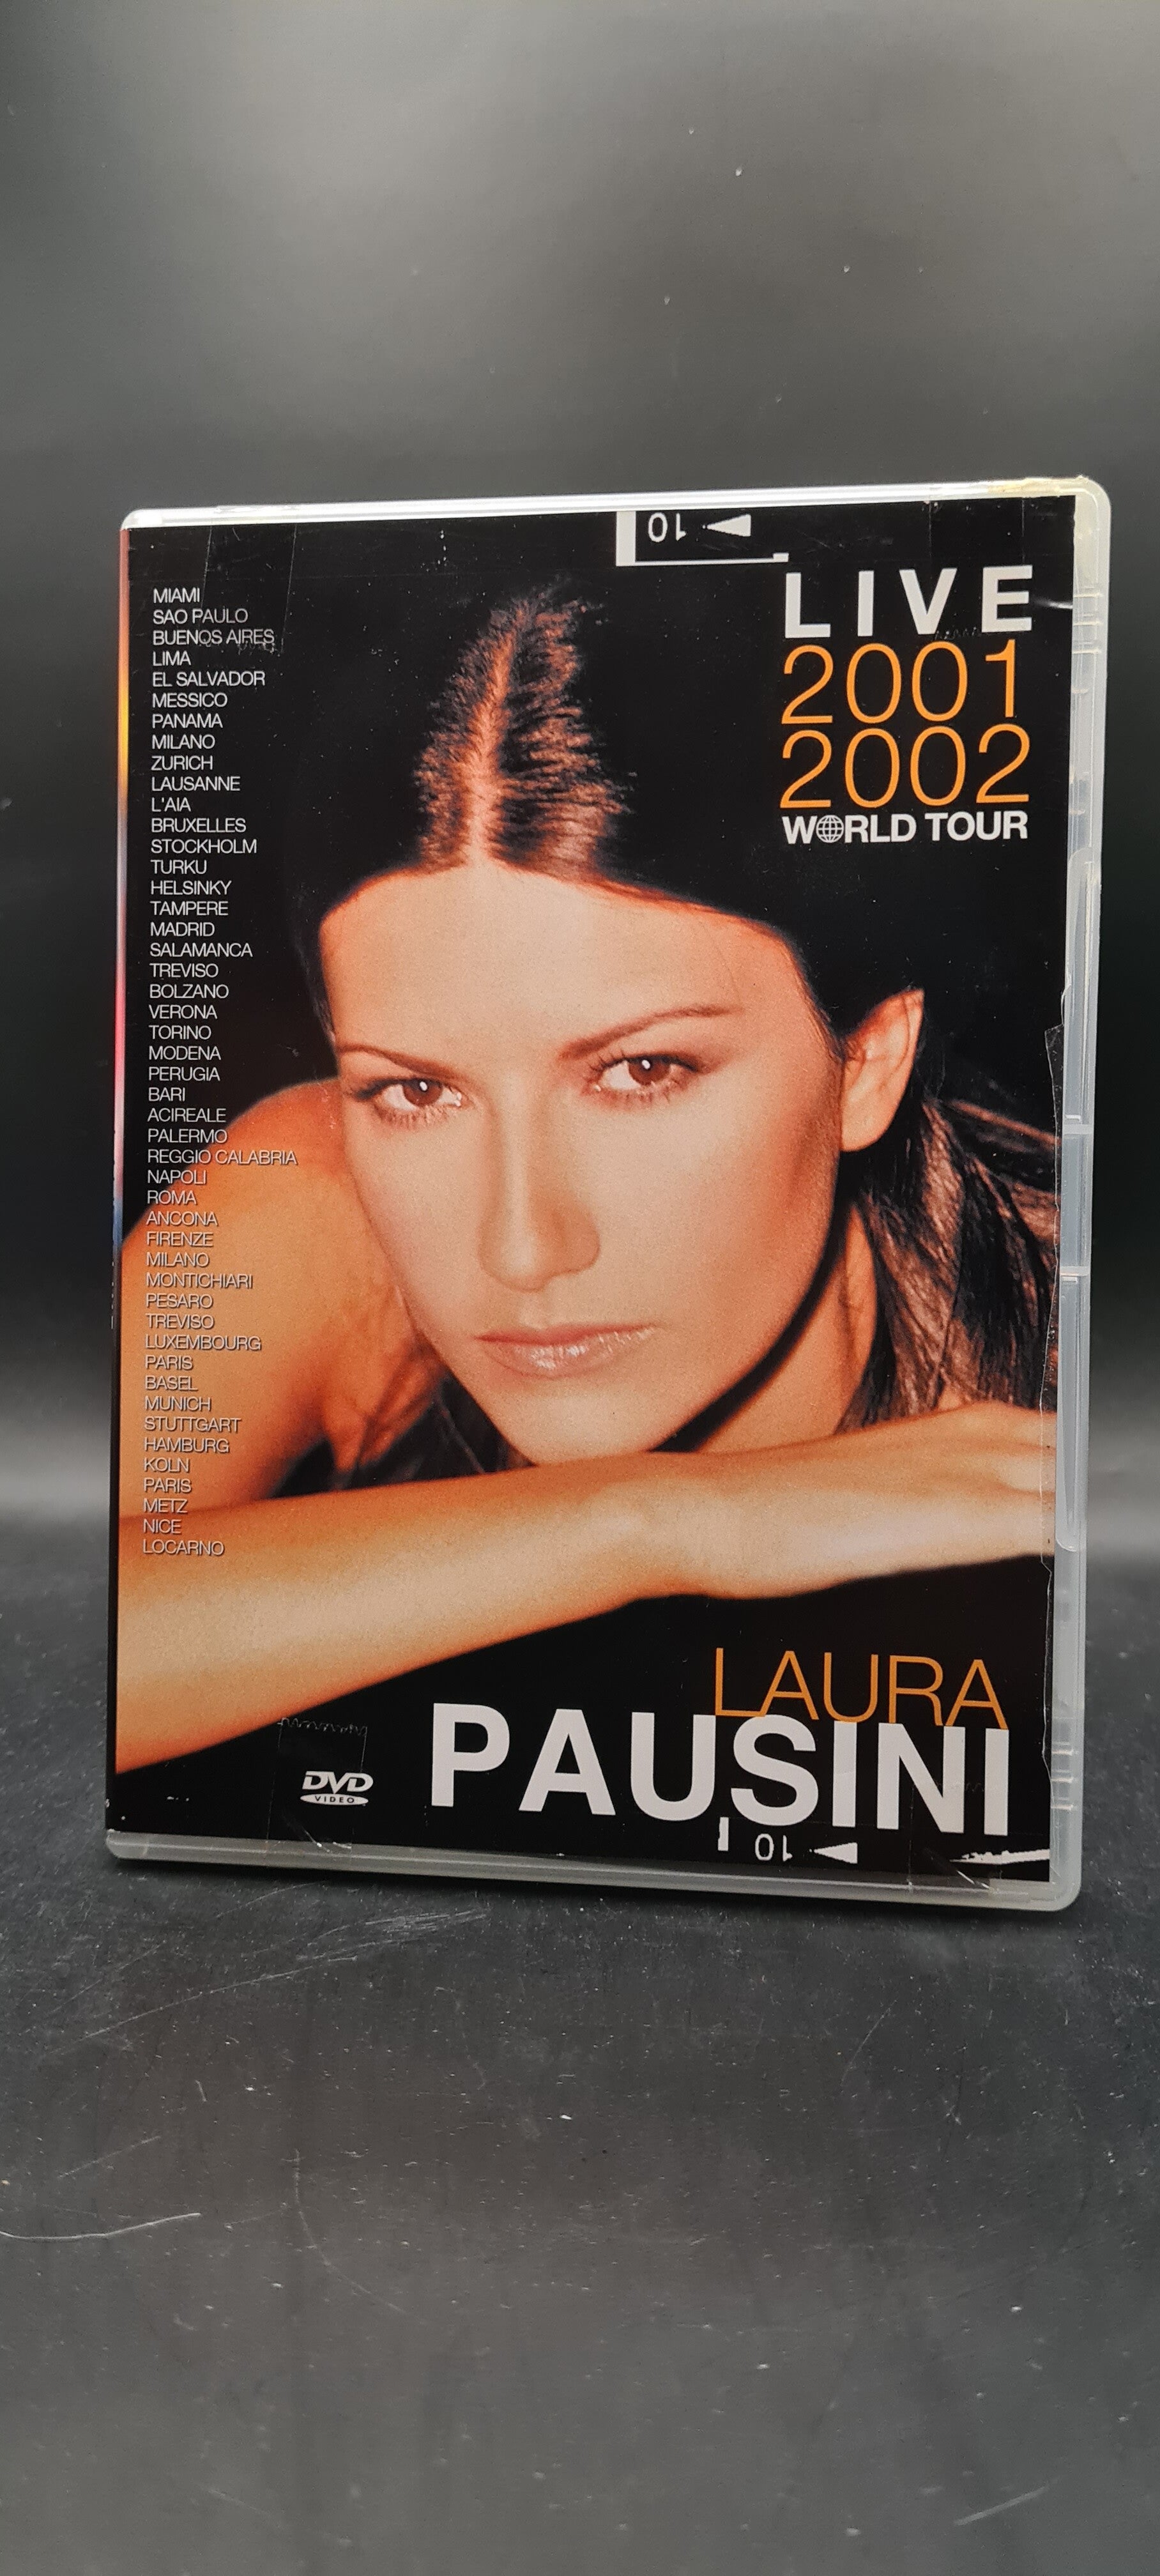 10
LIVE
2001
2002
WORLD TOUR
MIAMI
SAO PAULO
BUENOS AIRES
LIMA
EL SALVADOR
MESSICO
PANAMA
MILANO
ZURICH
LAUSANNE
L'AIA
BRUXELLES
STOCKHOLM
TURKU
HELSINKY
TAMPERE
MADRID
SALAMANCA
TREVISO
BOLZANO
VERONA
TORINO
MODENA
PERUGIA
BARI
ACIREALE
PALERMO
REGGIO CALABRIA
NAPOLI
ROMA
ANCONA
FIRENZE
MILANO
MONTICHIARI
PESARO
TREVISO
LUXEMBOURG
PARIS
BASEL
MUNICH
STUTTGART
HAMBURG
KOLN
PARIS
METZ
NICE
LOCARNO
LAURA
PAUSINI
DVD
VIDEO
10